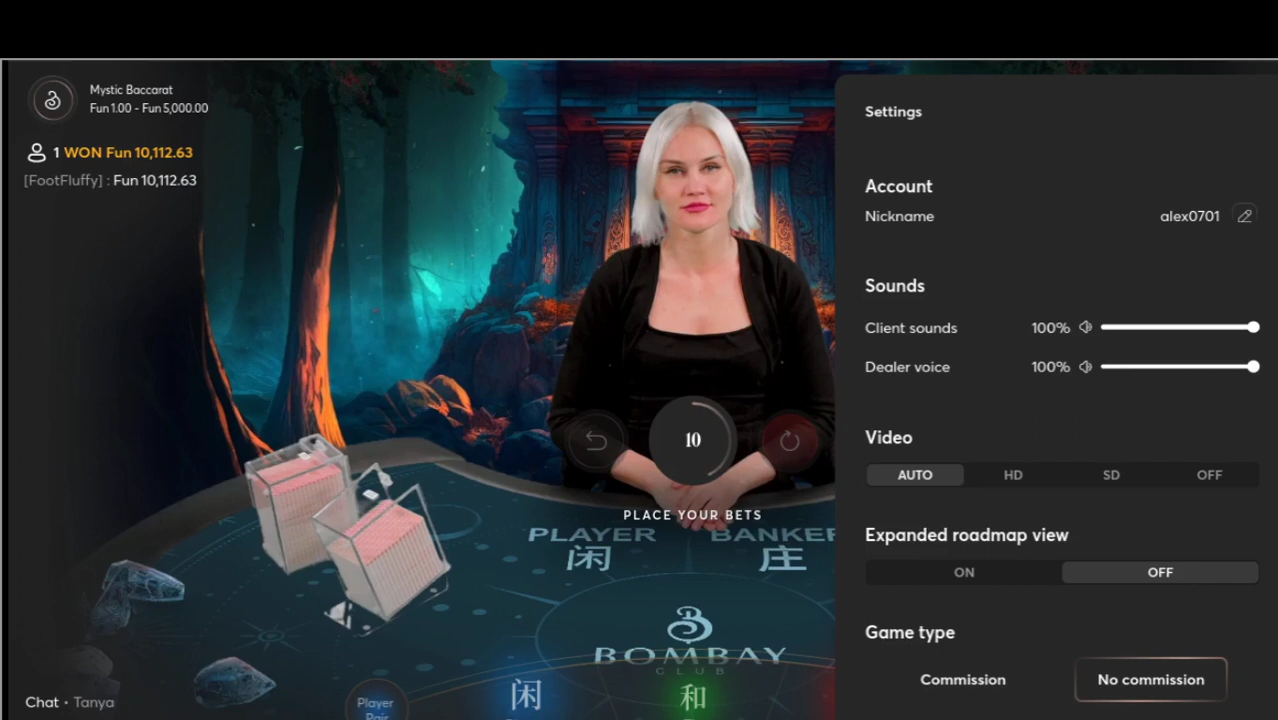 Mystic Baccarat
Fun 1.00 - Fun 5,000.00
1 WON Fun 10,112.63
[FootFluffy] : Fun 10,112.63
10
PLACE YOUR BETS
PLAYER BANKER
闲 庄
BOMBAY
CLUB
Player
Pair
闲
和
Chat • Tanya
Settings
Account
Nickname alex0701
Sounds
Client sounds 100%
Dealer voice 100%
Video
AUTO HD SD OFF
Expanded roadmap view
ON OFF
Game type
Commission No commission